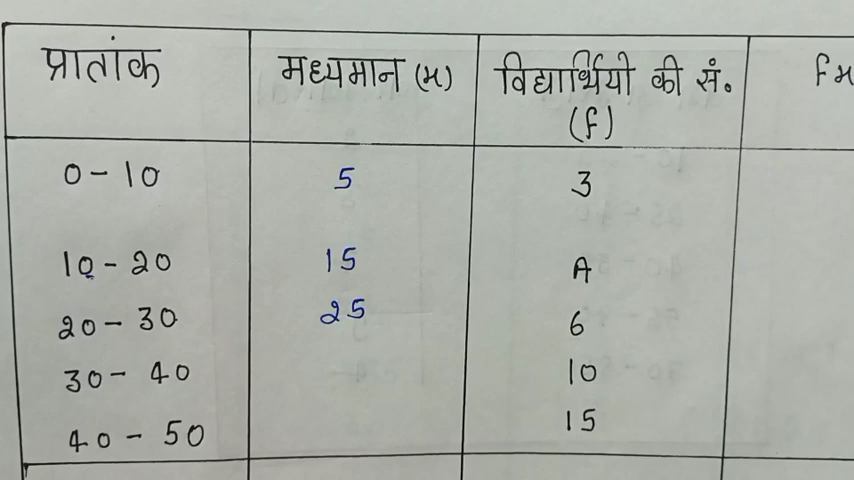 प्राप्तांक मध्यमान (x) विद्यार्थियो की सं. (f) fx
0-10 5 3
10-20 15 A
20-30 25 6
30-40 10
40-50 15